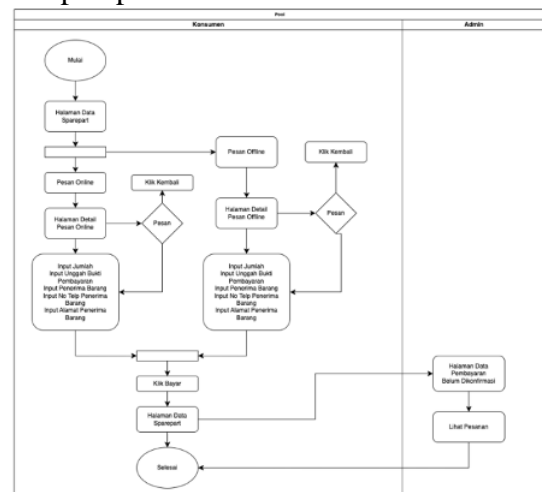 Pool
Konsumen
Admin
Mulai
Halaman Data
Sparepart
Pesan Online
Pesan Offline
Klik Kembali
Klik Kembali
Halaman Detail
Pesan Online
Pesan
Halaman Detail
Pesan Offline
Pesan
Input Jumlah
Input Unggah Bukti
Pembayaran
Input Penerima Barang
Input No Telp Penerima
Barang
Input Alamat Penerima
Barang
Input Jumlah
Input Unggah Bukti
Pembayaran
Input Penerima Barang
Input No Telp Penerima
Barang
Input Alamat Penerima
Barang
Klik Bayar
Halaman Data
Sparepart
Selesai
Halaman Data
Pembayaran
Belum Dikonfirmasi
Lihat Pesanan